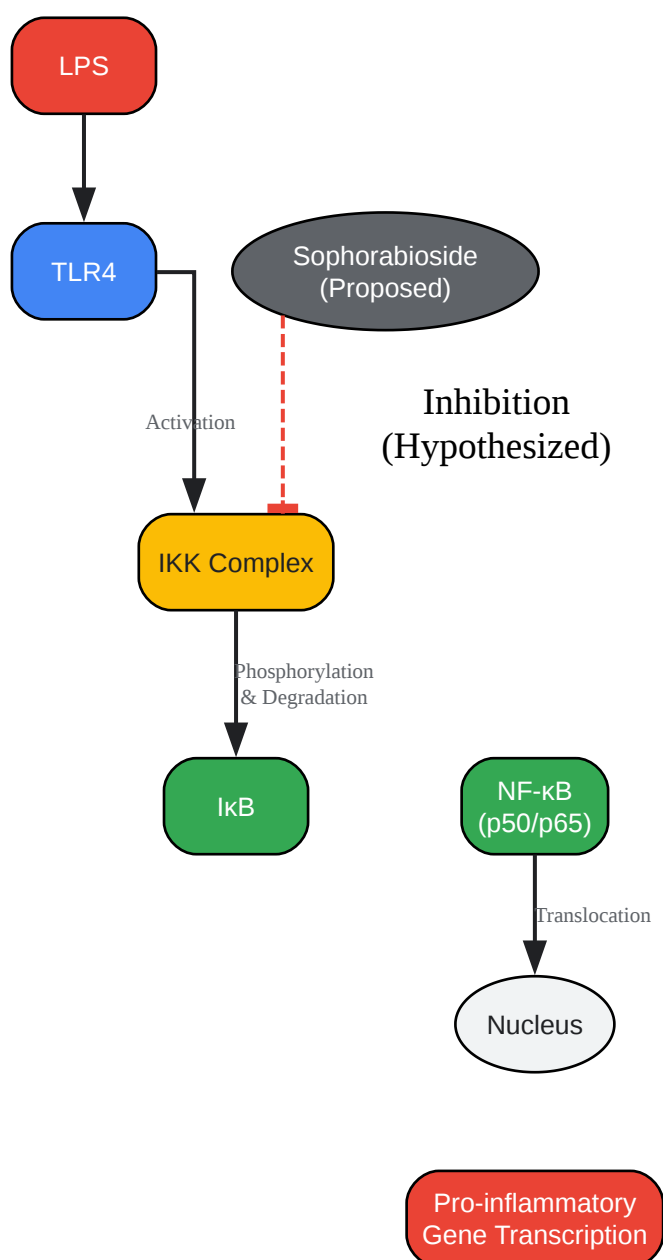 LPS
TLR4
Sophorabioside
(Proposed)
Inhibition
(Hypothesized)
Activation
IKK Complex
Phosphorylation
& Degradation
IκB
NF-κB
(p50/p65)
Translocation
Nucleus
Pro-inflammatory
Gene Transcription